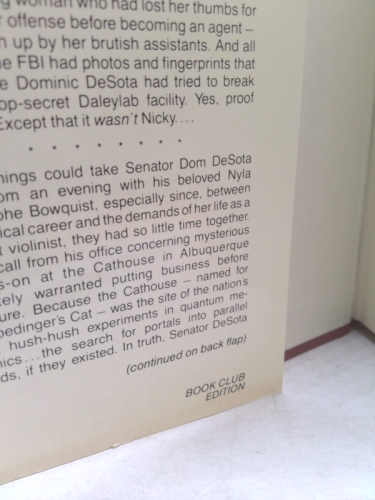 woman who had lost her thumbs for
offense before becoming an agent –
up by her brutish assistants. And all
FBI had photos and fingerprints that
Dominic DeSota had tried to break
op-secret Daleylab facility. Yes, proof
Except that it wasn't Nicky....
. . . . . . . .
hings could take Senator Dom DeSota
om an evening with his beloved Nyla
ophe Bowquist, especially since, between
ical career and the demands of her life as a
t violinist, they had so little time together.
call from his office concerning mysterious
s-on at the Cathouse in Albuquerque
ely warranted putting business before
ure. Because the Cathouse – named for
oedinger's Cat – was the site of the nation's
hush-hush experiments in quantum me-
nics... the search for portals into parallel
ds, if they existed. In truth, Senator DeSota
(continued on back flap)
BOOK CLUB
EDITION